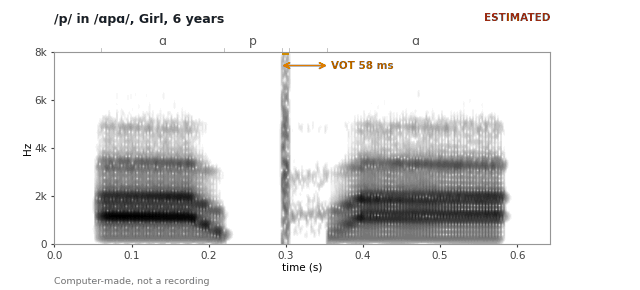 /p/ in /ɑpɑ/, Girl, 6 years
ESTIMATED
ɑ p ɑ
8k
VOT 58 ms
6k
4k
2k
0
Hz
0.0 0.1 0.2 0.3 0.4 0.5 0.6
time (s)
Computer-made, not a recording